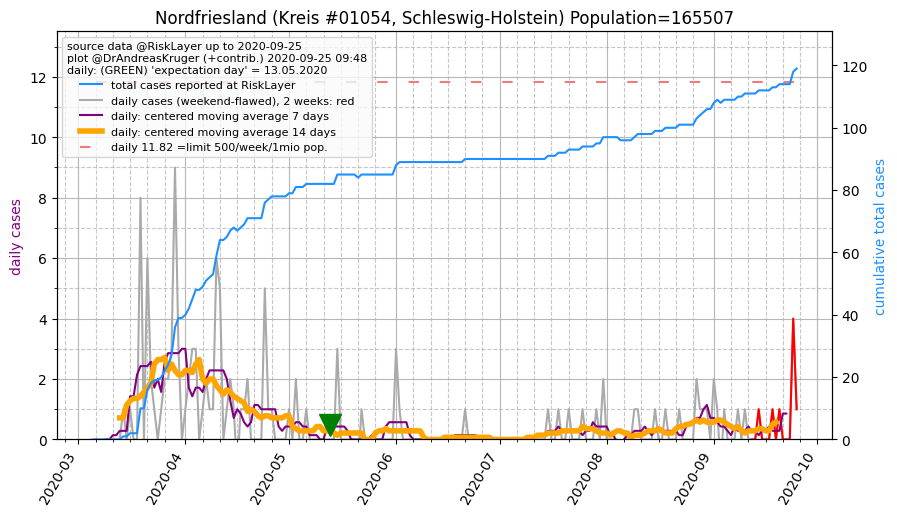 Nordfriesland (Kreis #01054, Schleswig-Holstein) Population=165507
source data @RiskLayer up to 2020-09-25
plot @DrAndreasKruger (+contrib.) 2020-09-25 09:48
daily: (GREEN) 'expectation day' = 13.05.2020
total cases reported at RiskLayer
daily cases (weekend-flawed), 2 weeks: red
daily: centered moving average 7 days
daily: centered moving average 14 days
daily 11.82 =limit 500/week/1mio pop.
daily cases
12
10
8
6
4
2
0
cumulative total cases
120
100
80
60
40
20
0
2020-03
2020-04
2020-05
2020-06
2020-07
2020-08
2020-09
2020-10